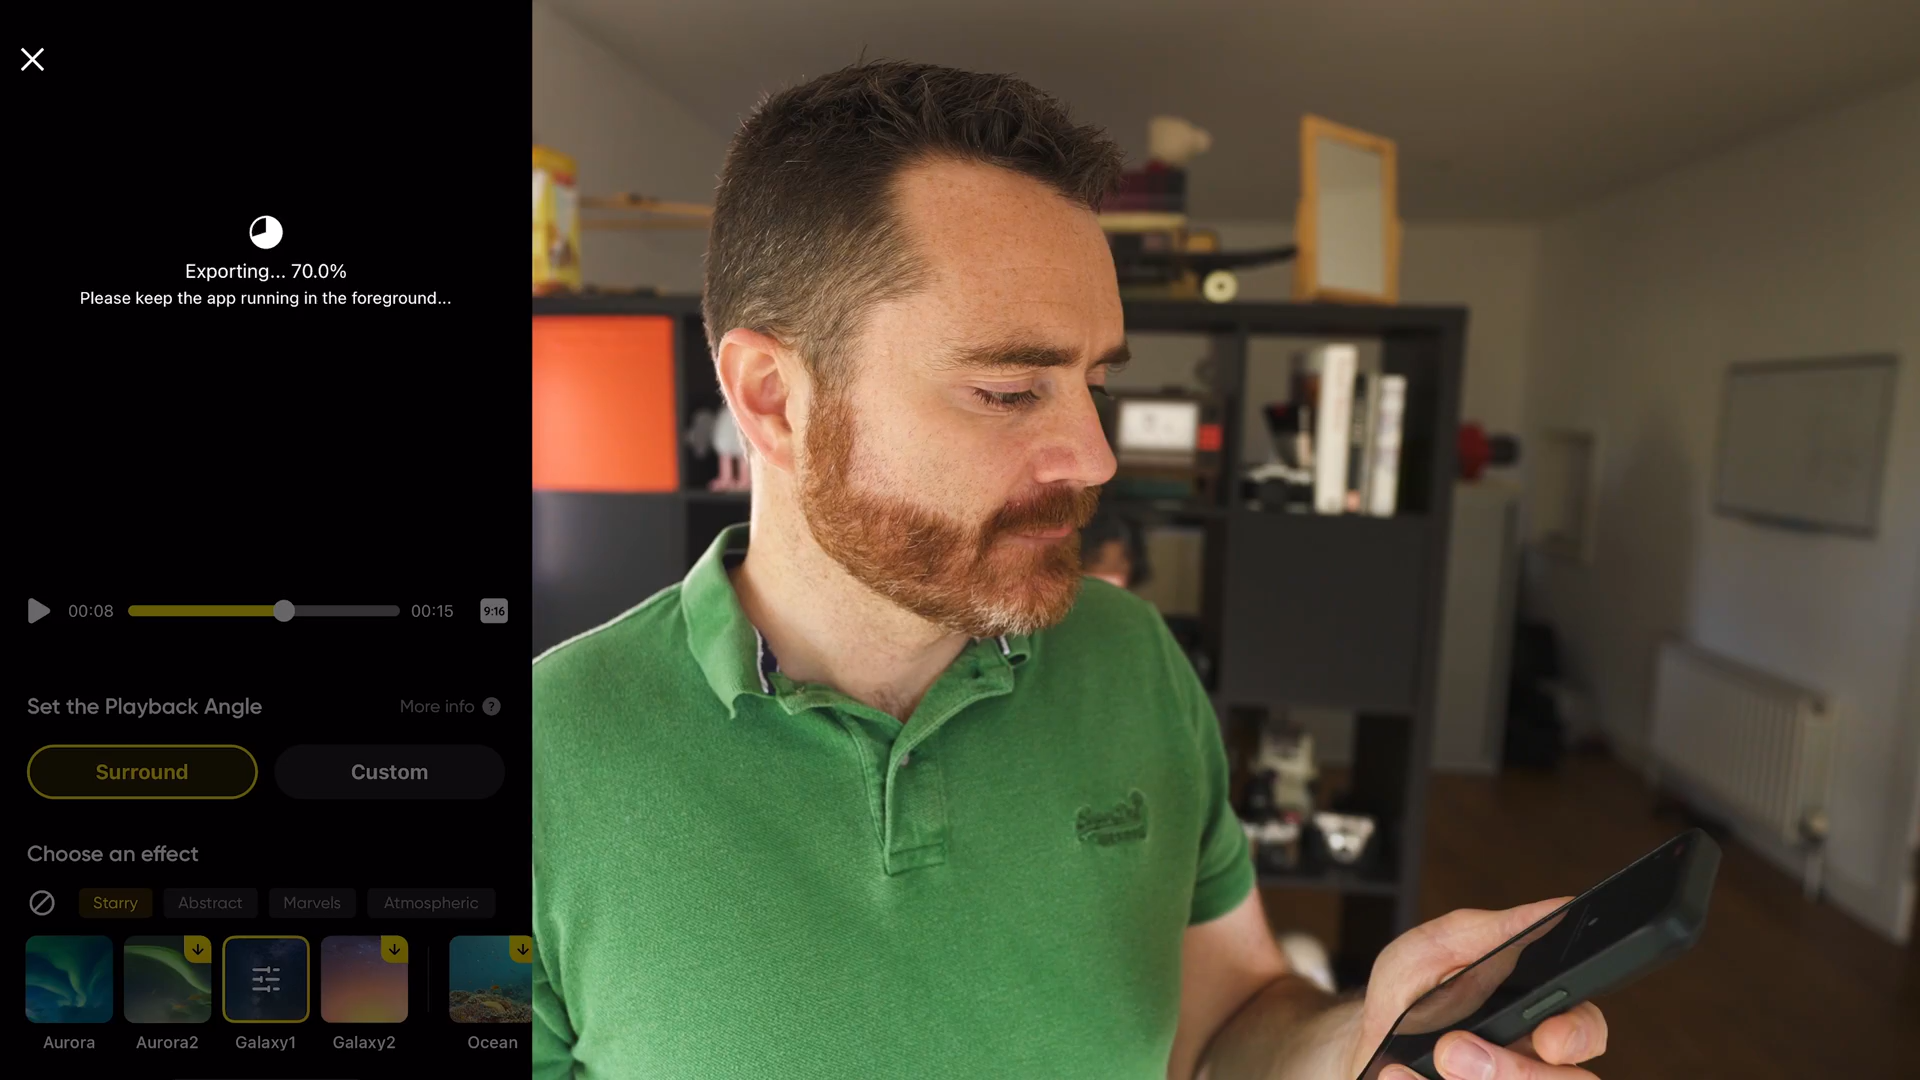 Exporting... 70.0%
Please keep the app running in the foreground...
00:08
00:15
9:16
Set the Playback Angle
More info ?
Surround
Custom
Choose an effect
Starry
Abstract
Marvels
Atmospheric
Aurora
Aurora2
Galaxy1
Galaxy2
Ocean